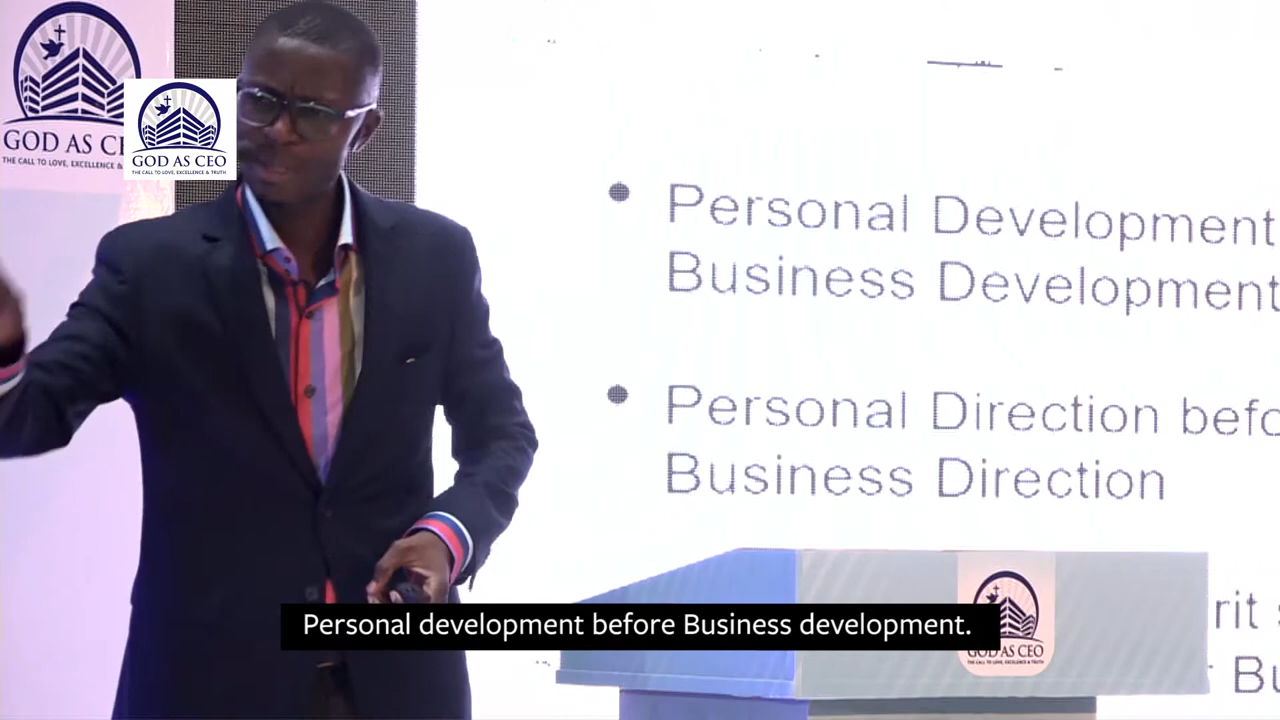 GOD AS CE
THE CALL TO LOVE, EXCELLENCE &
GOD AS CEO
THE CALL TO LOVE, EXCELLENCE & TRUTH
• Personal Development
Business Development
• Personal Direction befo
Business Direction
rit s
Bu
GOD AS CEO
THE CALL TO LOVE, EXCELLENCE & TRUTH
Personal development before Business development.